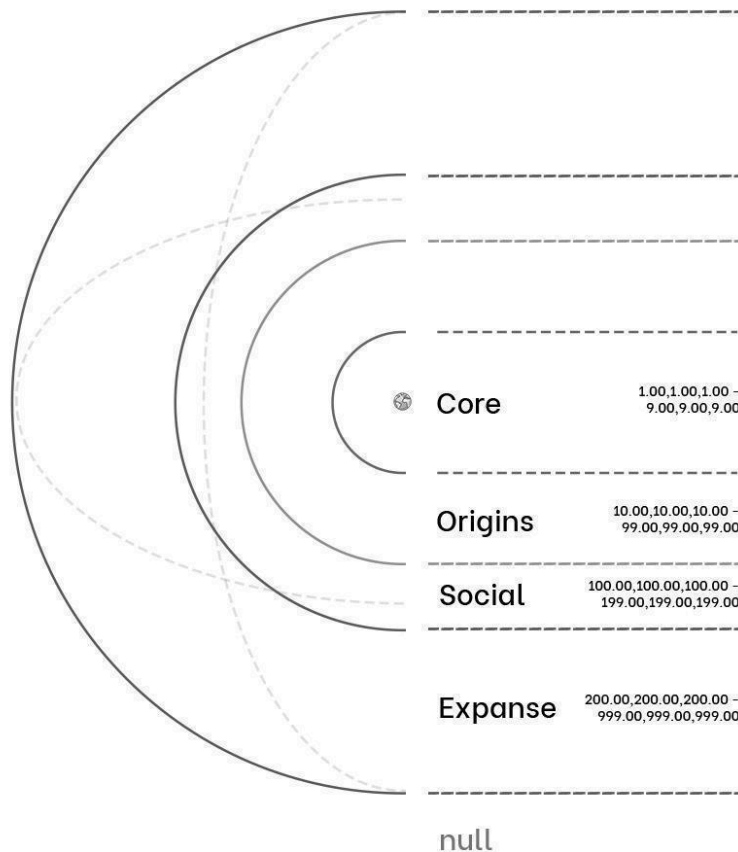 Core
1.00,1.00,1.00 –
9.00,9.00,9.00
Origins
10.00,10.00,10.00 –
99.00,99.00,99.00
Social
100.00,100.00,100.00 –
199.00,199.00,199.00
Expanse
200.00,200.00,200.00 –
999.00,999.00,999.00
null